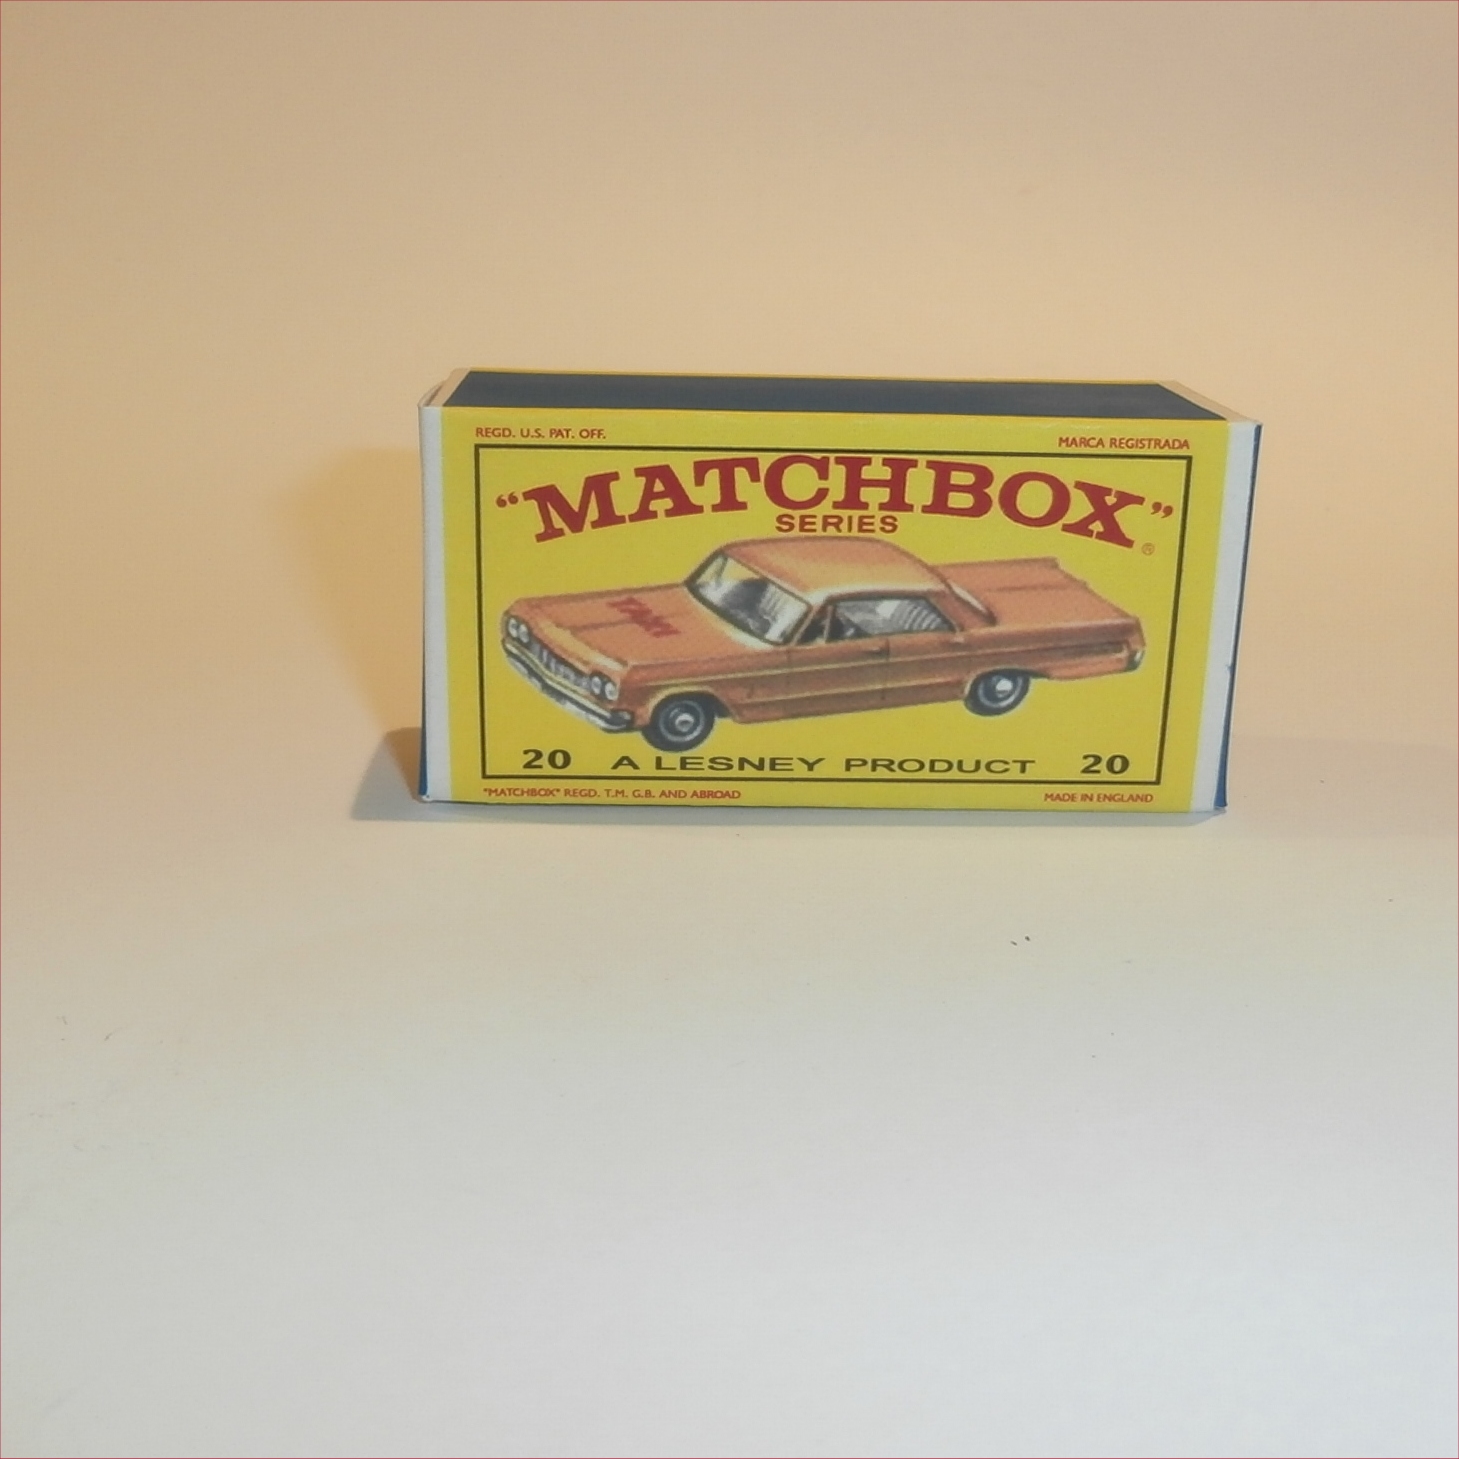 REGD. U.S. PAT. OFF.
MARCA REGISTRADA
“MATCHBOX”
®
SERIES
TAXI
20 A LESNEY PRODUCT 20
"MATCHBOX" REGD. T.M. G.B. AND ABROAD
MADE IN ENGLAND